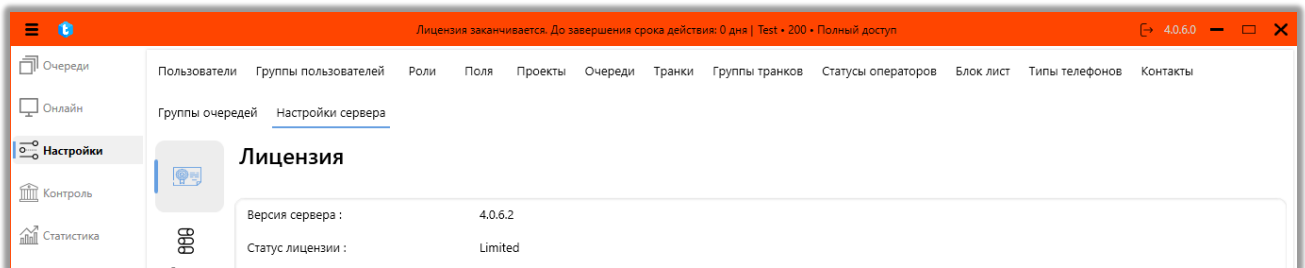 Лицензия заканчивается. До завершения срока действия: 0 дня | Test • 200 • Полный доступ
4.0.6.0
Очереди
Онлайн
Настройки
Контроль
Статистика
Пользователи Группы пользователей Роли Поля Проекты Очереди Транки Группы транков Статусы операторов Блок лист Типы телефонов Контакты
Группы очередей Настройки сервера
Лицензия
Версия сервера : 4.0.6.2
Статус лицензии : Limited